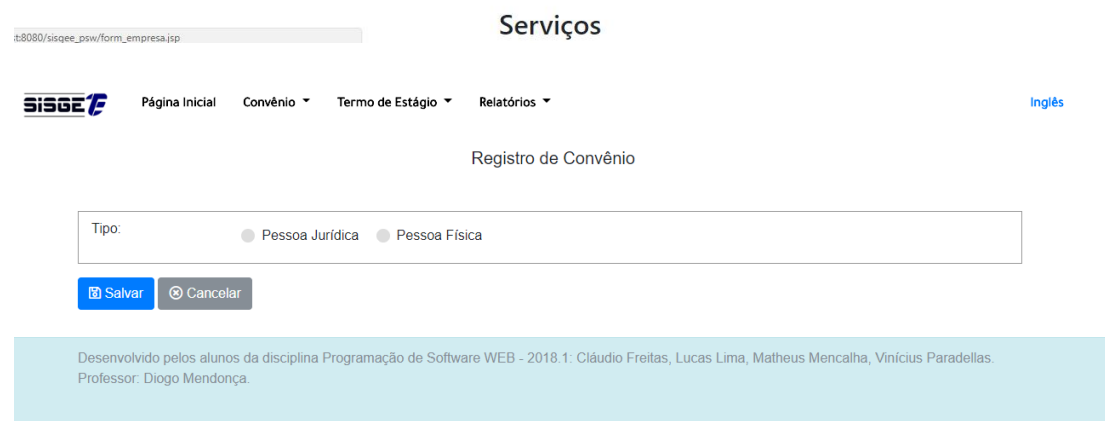 Serviços
t:8080/sisgee_psw/form_empresa.jsp
SISGEE Página Inicial Convênio Termo de Estágio Relatórios Inglês
Registro de Convênio
Tipo: Pessoa Jurídica Pessoa Física
Salvar Cancelar
Desenvolvido pelos alunos da disciplina Programação de Software WEB - 2018.1: Cláudio Freitas, Lucas Lima, Matheus Mencalha, Vinícius Paradellas.
Professor: Diogo Mendonça.